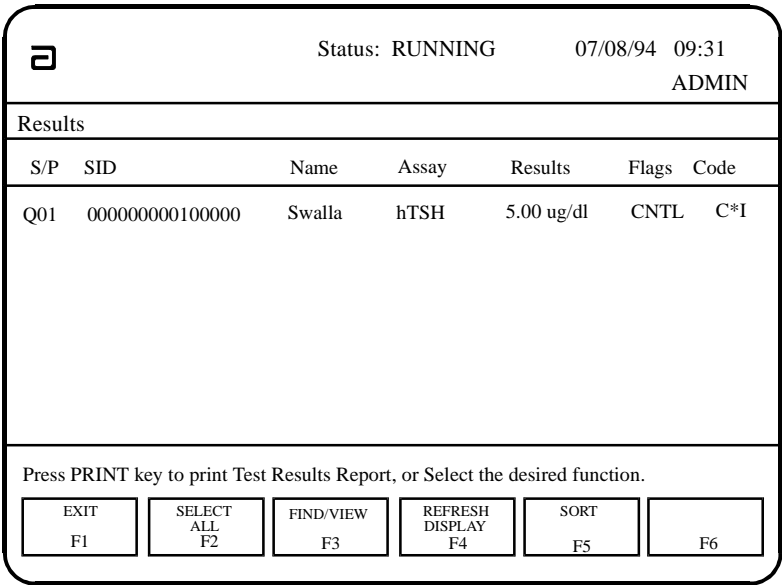 a Status: RUNNING 07/08/94 09:31
ADMIN
Results
S/P SID Name Assay Results Flags Code
Q01 000000000100000 Swalla hTSH 5.00 ug/dl CNTL C*I
Press PRINT key to print Test Results Report, or Select the desired function.
EXIT
F1
SELECT
ALL
F2
FIND/VIEW
F3
REFRESH
DISPLAY
F4
SORT
F5
F6